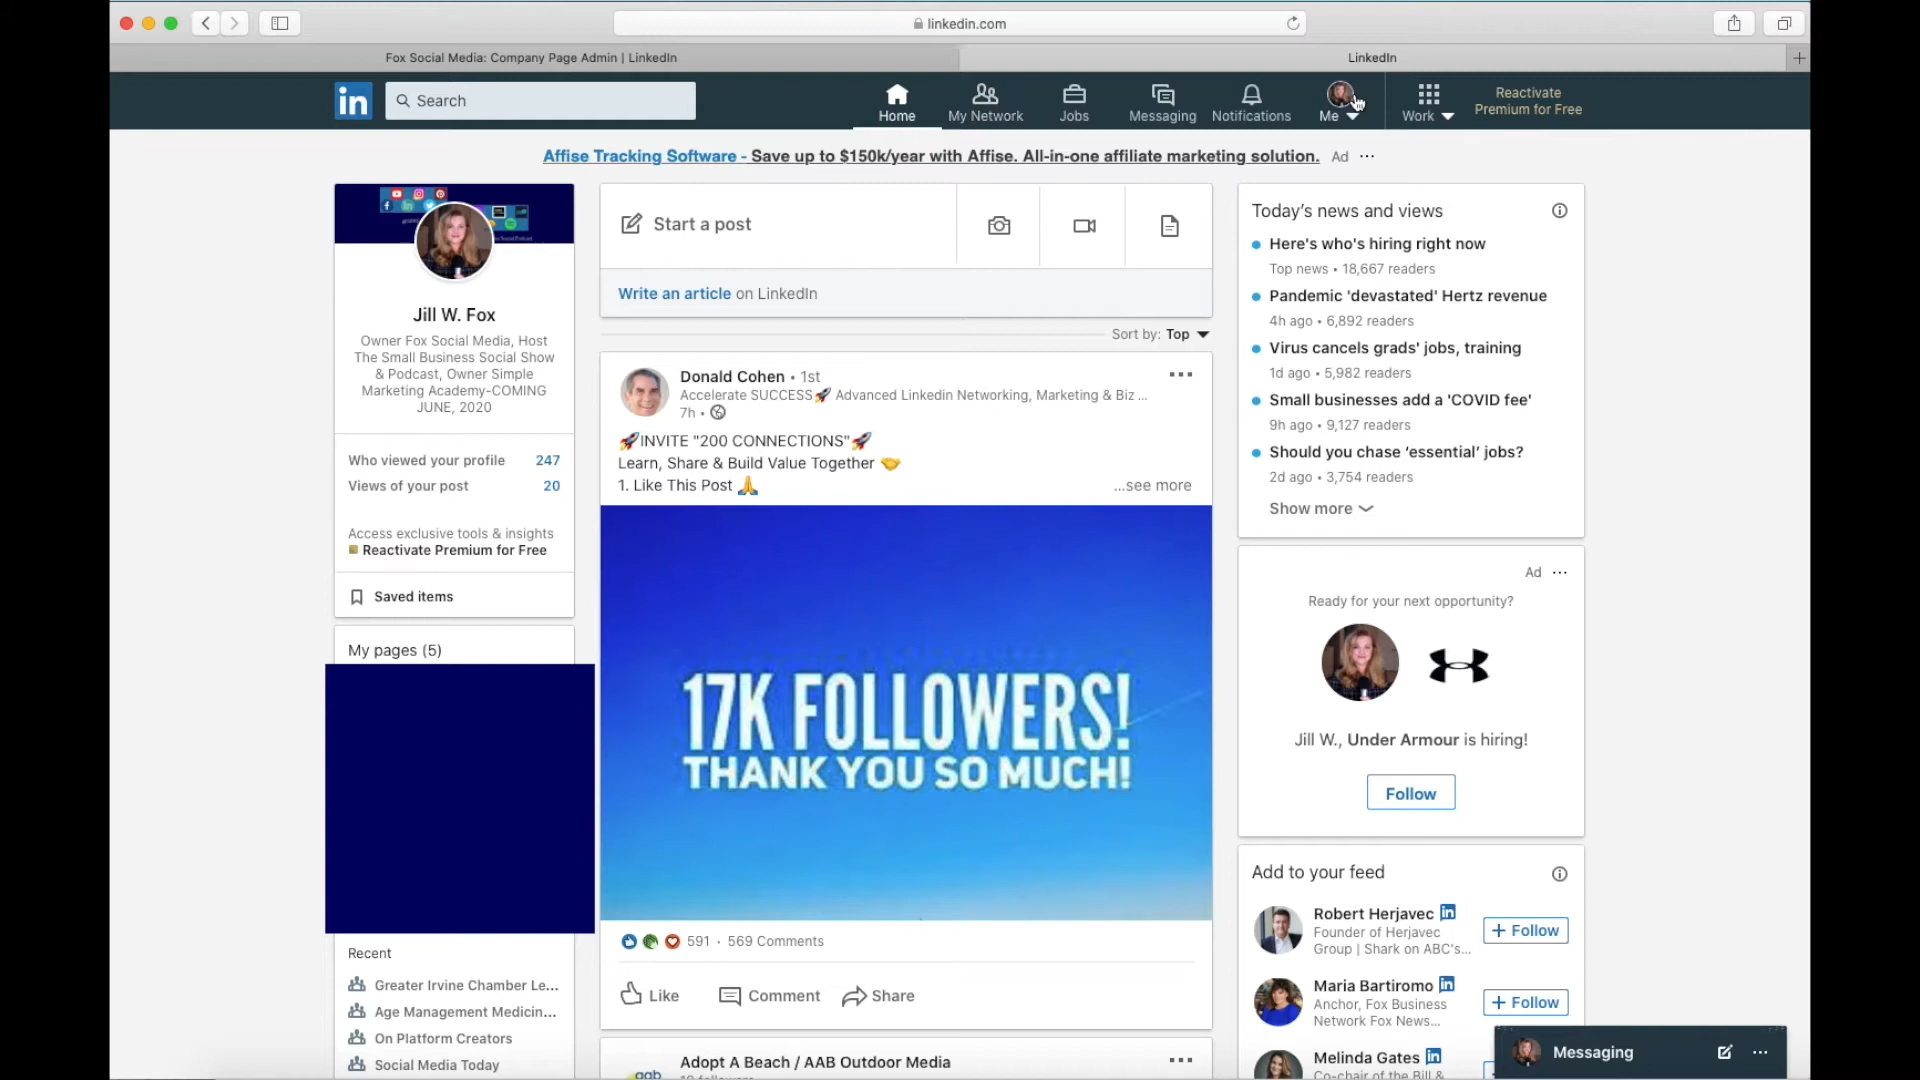 linkedin.com
Fox Social Media: Company Page Admin | LinkedIn
LinkedIn
in
Search
Home
My Network
Jobs
Messaging
Notifications
Me
Work
Reactivate
Premium for Free
Affise Tracking Software - Save up to $150k/year with Affise. All-in-one affiliate marketing solution. Ad
Jill W. Fox
Owner Fox Social Media, Host
The Small Business Social Show
& Podcast, Owner Simple
Marketing Academy-COMING
JUNE, 2020
Who viewed your profile 247
Views of your post 20
Access exclusive tools & insights
Reactivate Premium for Free
Saved items
My pages (5)
Recent
Greater Irvine Chamber Le...
Age Management Medicin...
On Platform Creators
Social Media Today
Start a post
Write an article on LinkedIn
Sort by: Top
Donald Cohen • 1st
Accelerate SUCCESS🚀 Advanced Linkedin Networking, Marketing & Biz ...
7h •
🚀INVITE "200 CONNECTIONS"🚀
Learn, Share & Build Value Together 🤝
1. Like This Post 🙏
...see more
17K FOLLOWERS!
THANK YOU SO MUCH!
591 · 569 Comments
Like
Comment
Share
Adopt A Beach / AAB Outdoor Media
aab
Today's news and views
Here's who's hiring right now
Top news • 18,667 readers
Pandemic 'devastated' Hertz revenue
4h ago • 6,892 readers
Virus cancels grads' jobs, training
1d ago • 5,982 readers
Small businesses add a 'COVID fee'
9h ago • 9,127 readers
Should you chase ‘essential’ jobs?
2d ago • 3,754 readers
Show more
Ad
Ready for your next opportunity?
Jill W., Under Armour is hiring!
Follow
Add to your feed
Robert Herjavec in
Founder of Herjavec
Group | Shark on ABC's...
+ Follow
Maria Bartiromo in
Anchor, Fox Business
Network Fox News...
+ Follow
Melinda Gates in
Co-chair of the Bill &
Messaging